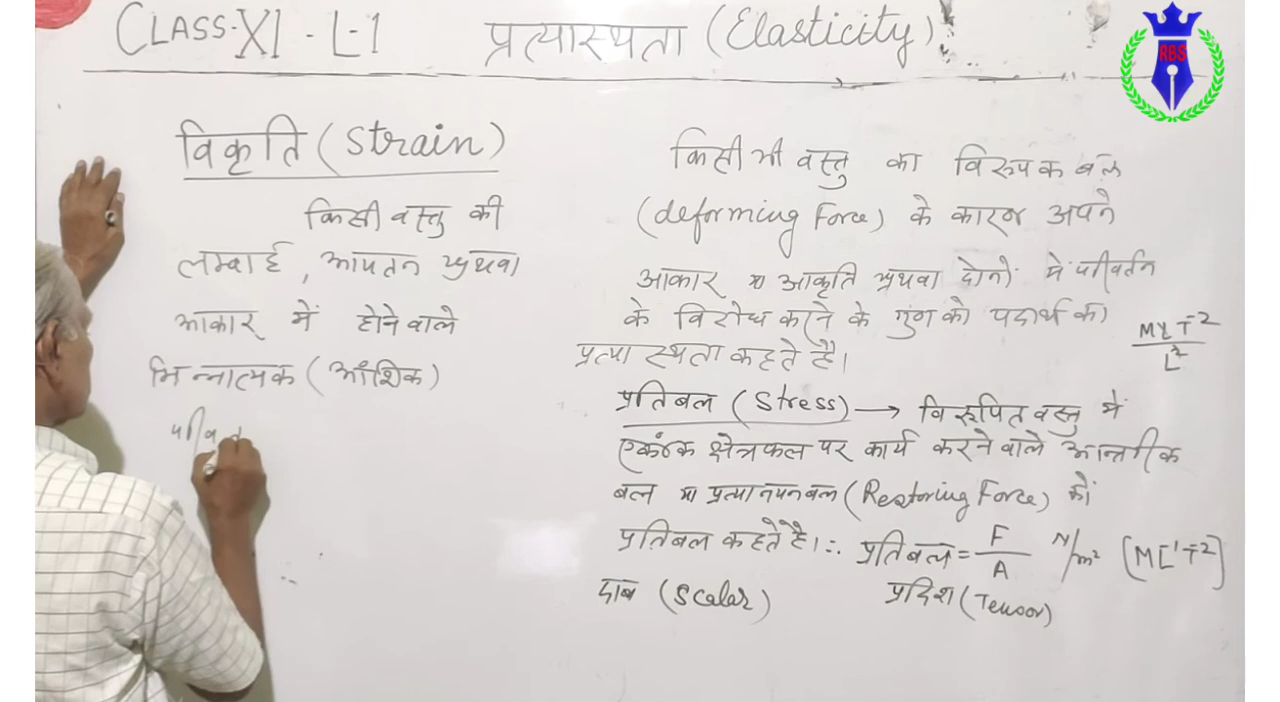 CLASS-XI - L-1 प्रत्यास्थता (Elasticity)
RBS
विकृति (Strain)
किसी वस्तु की
लम्बाई, आयतन अथवा
आकार में होने वाले
भिन्नात्मक (आंशिक)
किसी भी वस्तु का विरूपक बल
(deforming Force) के कारण अपने
आकार या आकृति अथवा दोनों में परिवर्तन
के विरोध करने के गुण को पदार्थ की
प्रत्यास्थता कहते है।
MLT⁻²
L²
प्रतिबल (Stress) → विरूपित वस्तु में
एकांक क्षेत्रफल पर कार्य करने वाले आन्तरिक
बल या प्रत्यानयन बल (Restoring Force) को
प्रतिबल कहते है। ∴ प्रतिबल = F/A N/m² [ML⁻¹T⁻²]
दाब (Scalar) प्रदिश (Tensor)